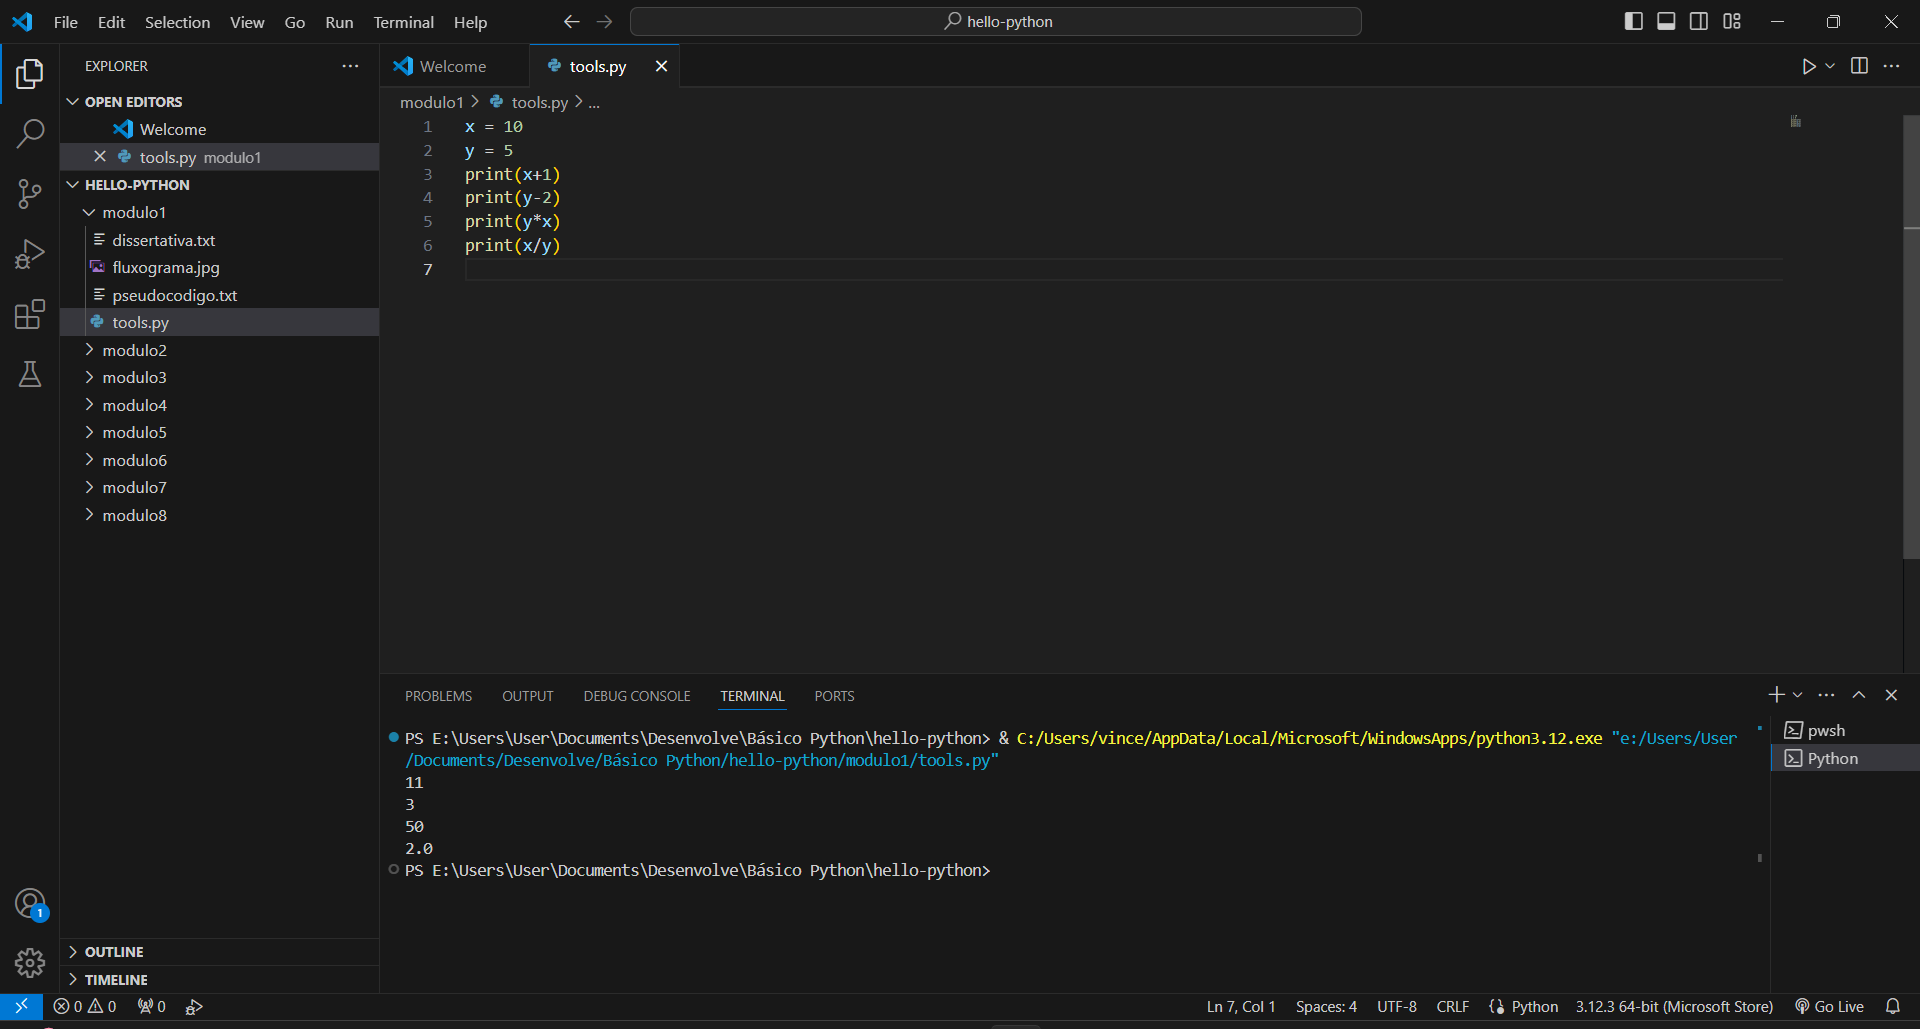 File Edit Selection View Go Run Terminal Help
hello-python
EXPLORER
OPEN EDITORS
Welcome
tools.py modulo1
HELLO-PYTHON
modulo1
dissertativa.txt
fluxograma.jpg
pseudocodigo.txt
tools.py
modulo2
modulo3
modulo4
modulo5
modulo6
modulo7
modulo8
OUTLINE
TIMELINE
1
Welcome
tools.py
modulo1 > tools.py > ...
1 x = 10
2 y = 5
3 print(x+1)
4 print(y-2)
5 print(y*x)
6 print(x/y)
7
PROBLEMS OUTPUT DEBUG CONSOLE TERMINAL PORTS
PS E:\Users\User\Documents\Desenvolve\Básico Python\hello-python> & C:/Users/vince/AppData/Local/Microsoft/WindowsApps/python3.12.exe "e:/Users/User
/Documents/Desenvolve/Básico Python/hello-python/modulo1/tools.py"
11
3
50
2.0
PS E:\Users\User\Documents\Desenvolve\Básico Python\hello-python>
pwsh
Python
0 0 0
Ln 7, Col 1 Spaces: 4 UTF-8 CRLF Python 3.12.3 64-bit (Microsoft Store) Go Live